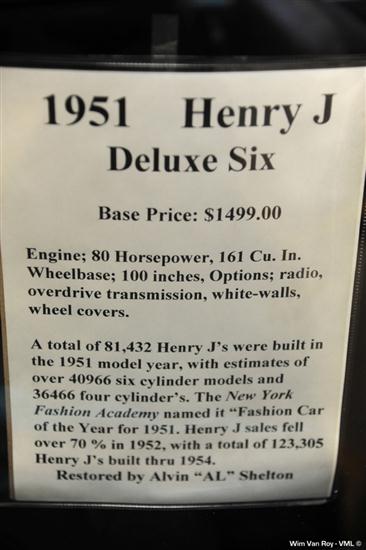 1951 Henry J
Deluxe Six
Base Price: $1499.00
Engine; 80 Horsepower, 161 Cu. In.
Wheelbase; 100 inches, Options; radio,
overdrive transmission, white-walls,
wheel covers.
A total of 81,432 Henry J's were built in
the 1951 model year, with estimates of
over 40966 six cylinder models and
36466 four cylinder's. The New York
Fashion Academy named it “Fashion Car
of the Year for 1951. Henry J sales fell
over 70 % in 1952, with a total of 123,305
Henry J's built thru 1954.
Restored by Alvin “AL” Shelton
Wim Van Roy - VML ©